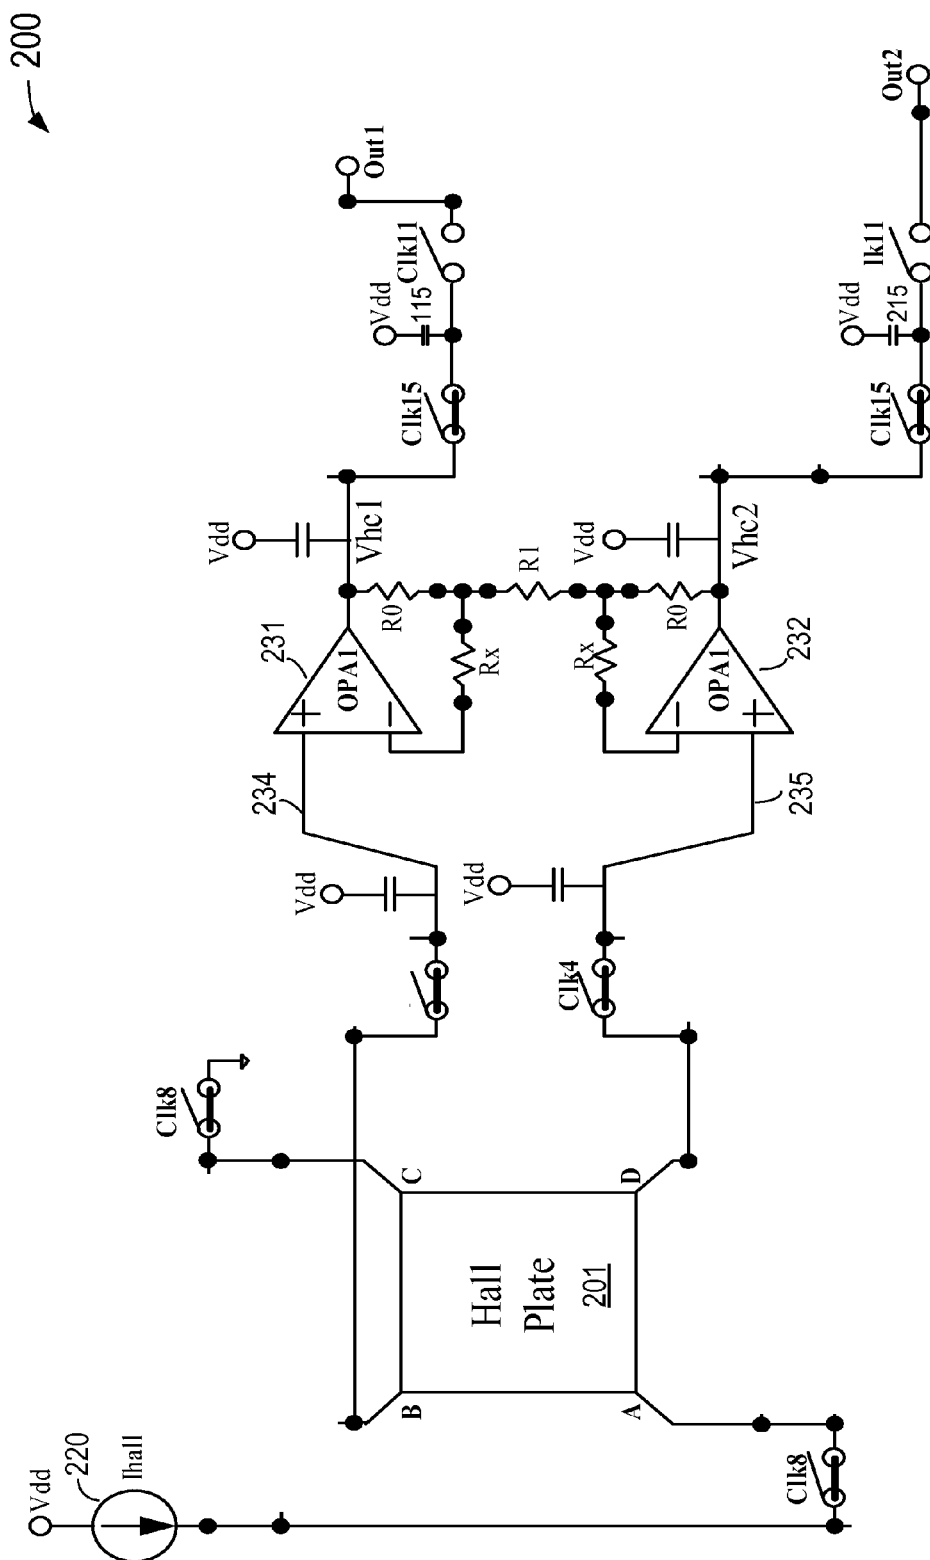 200
Vdd
220
Ihall
Clk8
B
C
A
D
Hall
Plate
201
Clk8
Clk4
Vdd
Vdd
234
235
231
232
OPA1
OPA1
Rx
Rx
R0
R1
R0
Vdd
Vhc1
Vdd
Vhc2
Clk15
Vdd
115
Clk11
Out1
Clk15
Vdd
215
lk11
Out2